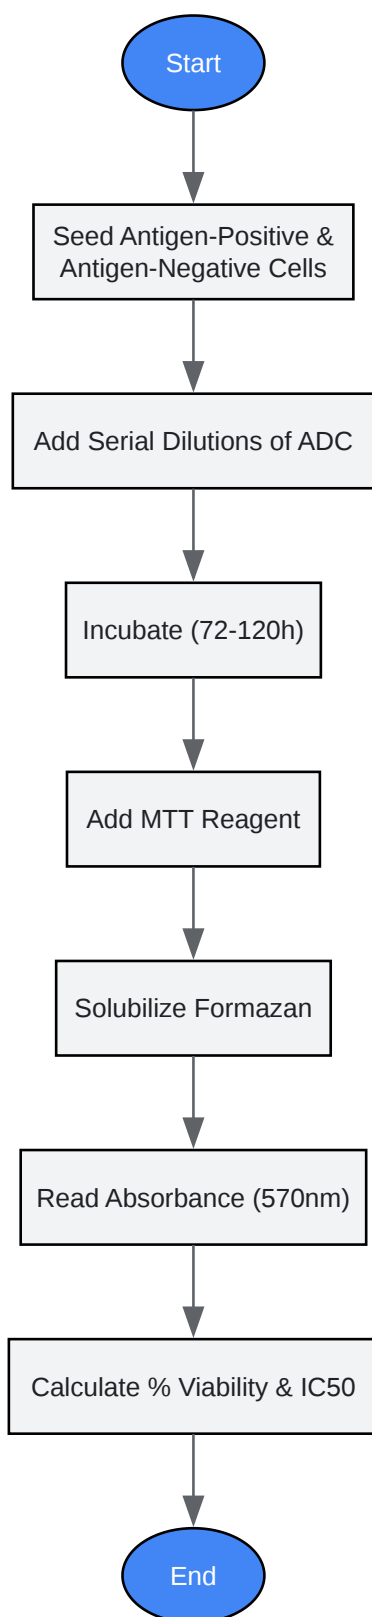 Start
Seed Antigen-Positive &
Antigen-Negative Cells
Add Serial Dilutions of ADC
Incubate (72-120h)
Add MTT Reagent
Solubilize Formazan
Read Absorbance (570nm)
Calculate % Viability & IC50
End